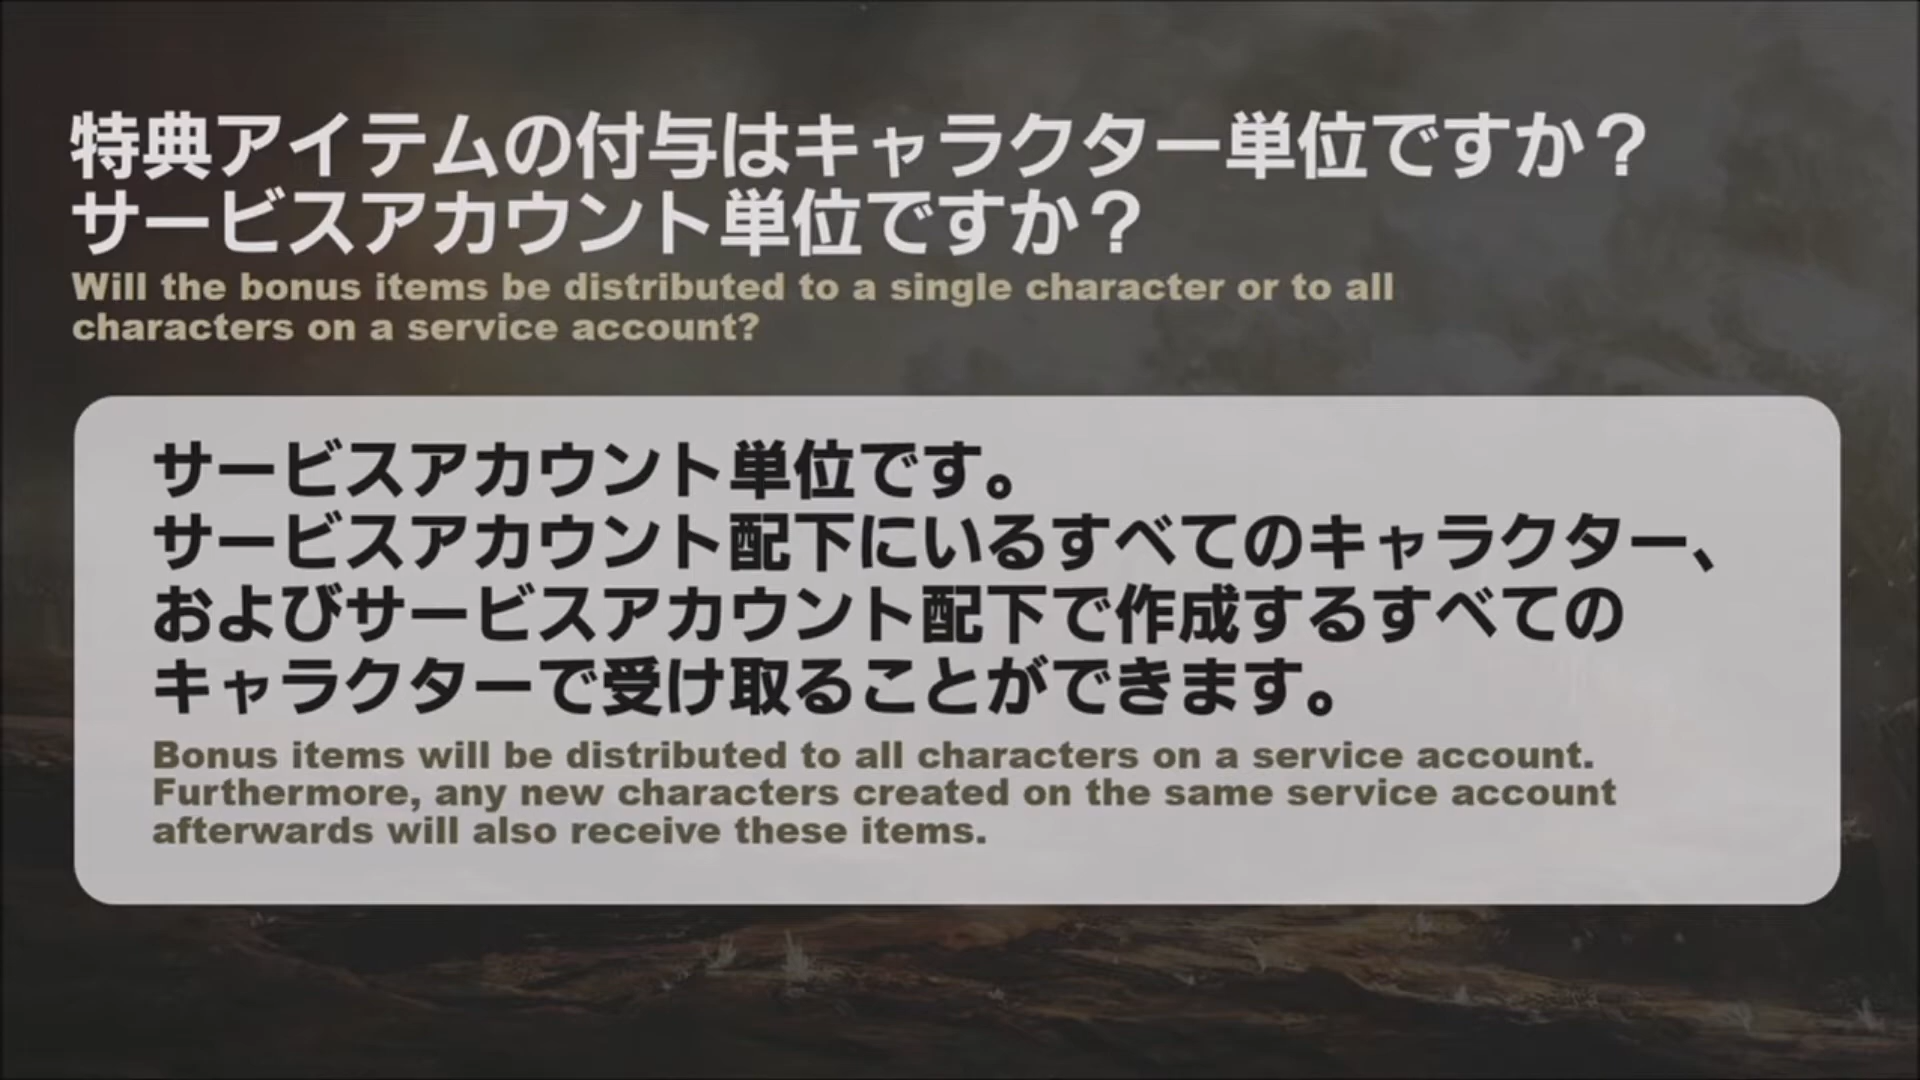 特典アイテムの付与はキャラクター単位ですか？
サービスアカウント単位ですか？
Will the bonus items be distributed to a single character or to all
characters on a service account?
サービスアカウント単位です。
サービスアカウント配下にいるすべてのキャラクター、
およびサービスアカウント配下で作成するすべての
キャラクターで受け取ることができます。
Bonus items will be distributed to all characters on a service account.
Furthermore, any new characters created on the same service account
afterwards will also receive these items.